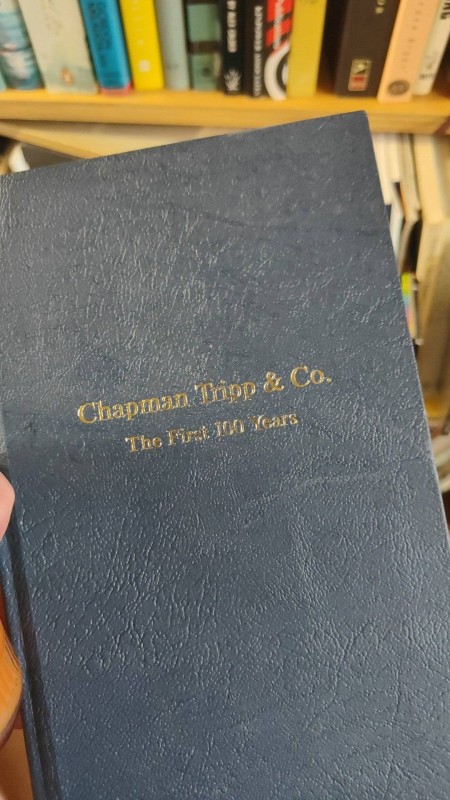 Chapman Tripp & Co.
The First 100 Years